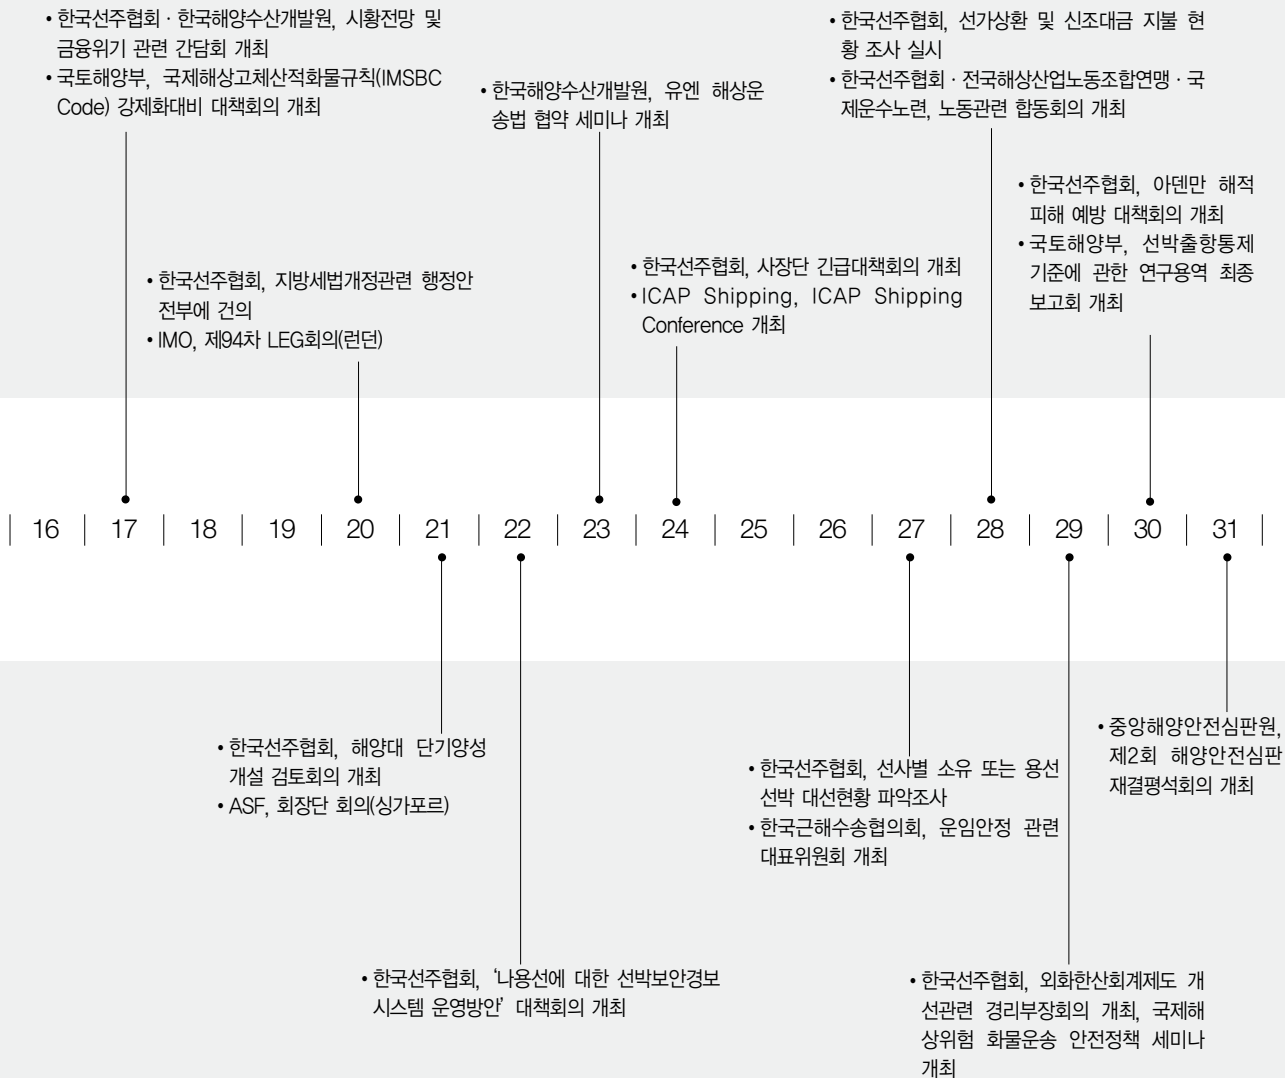 • 한국선주협회 · 한국해양수산개발원, 시황전망 및
금융위기 관련 간담회 개최
• 국토해양부, 국제해상고체산적화물규칙(IMSBC
Code) 강제화대비 대책회의 개최
• 한국선주협회, 지방세법개정관련 행정안
전부에 건의
• IMO, 제94차 LEG회의(런던)
• 한국해양수산개발원, 유엔 해상운
송법 협약 세미나 개최
• 한국선주협회, 사장단 긴급대책회의 개최
• ICAP Shipping, ICAP Shipping
Conference 개최
• 한국선주협회, 선가상환 및 신조대금 지불 현
황 조사 실시
• 한국선주협회 · 전국해상산업노동조합연맹 · 국
제운수노련, 노동관련 합동회의 개최
• 한국선주협회, 아덴만 해적
피해 예방 대책회의 개최
• 국토해양부, 선박출항통제
기준에 관한 연구용역 최종
보고회 개최
16 17 18 19 20 21 22 23 24 25 26 27 28 29 30 31
• 한국선주협회, 해양대 단기양성
개설 검토회의 개최
• ASF, 회장단 회의(싱가포르)
• 한국선주협회, ‘나용선에 대한 선박보안경보
시스템 운영방안’ 대책회의 개최
• 한국선주협회, 선사별 소유 또는 용선
선박 대선현황 파악조사
• 한국근해수송협의회, 운임안정 관련
대표위원회 개최
• 한국선주협회, 외화한산회계제도 개
선관련 경리부장회의 개최, 국제해
상위험 화물운송 안전정책 세미나
개최
• 중앙해양안전심판원,
제2회 해양안전심판
재결평석회의 개최